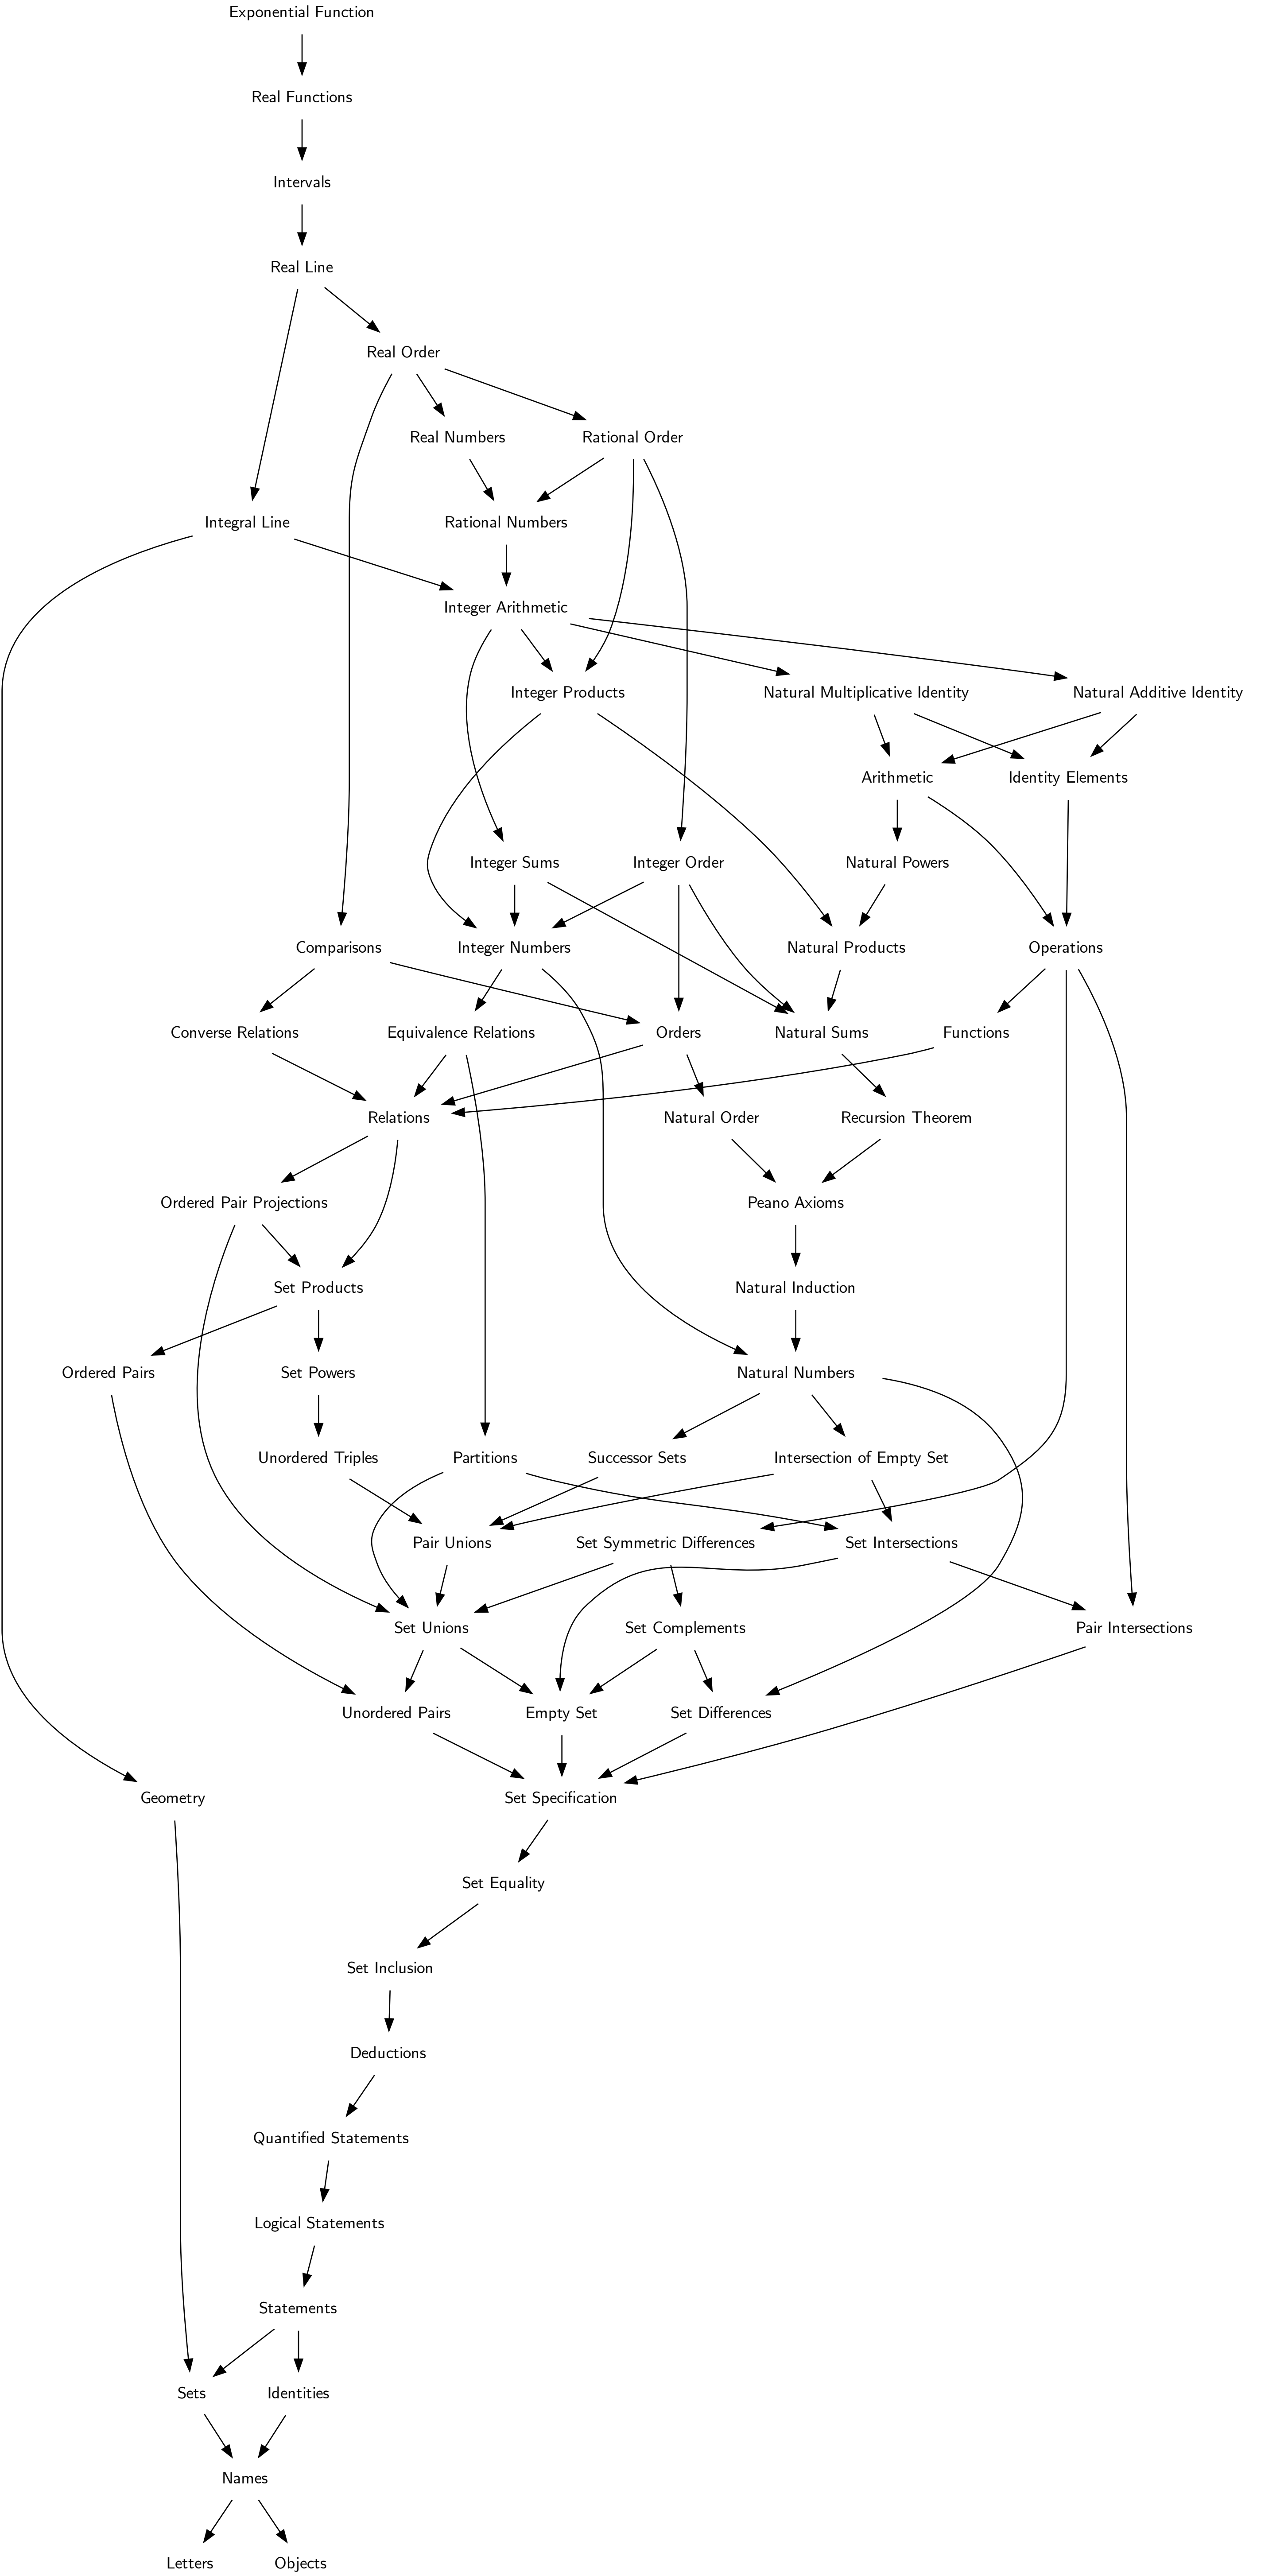 Exponential Function
Real Functions
Intervals
Real Line
Real Order
Real Numbers
Rational Order
Integral Line
Rational Numbers
Integer Arithmetic
Integer Products
Natural Multiplicative Identity
Natural Additive Identity
Arithmetic
Identity Elements
Integer Sums
Integer Order
Natural Powers
Comparisons
Integer Numbers
Natural Products
Operations
Converse Relations
Equivalence Relations
Orders
Natural Sums
Functions
Relations
Natural Order
Recursion Theorem
Ordered Pair Projections
Peano Axioms
Set Products
Natural Induction
Ordered Pairs
Set Powers
Natural Numbers
Unordered Triples
Partitions
Successor Sets
Intersection of Empty Set
Pair Unions
Set Symmetric Differences
Set Intersections
Set Unions
Set Complements
Pair Intersections
Unordered Pairs
Empty Set
Set Differences
Geometry
Set Specification
Set Equality
Set Inclusion
Deductions
Quantified Statements
Logical Statements
Statements
Sets
Identities
Names
Letters
Objects